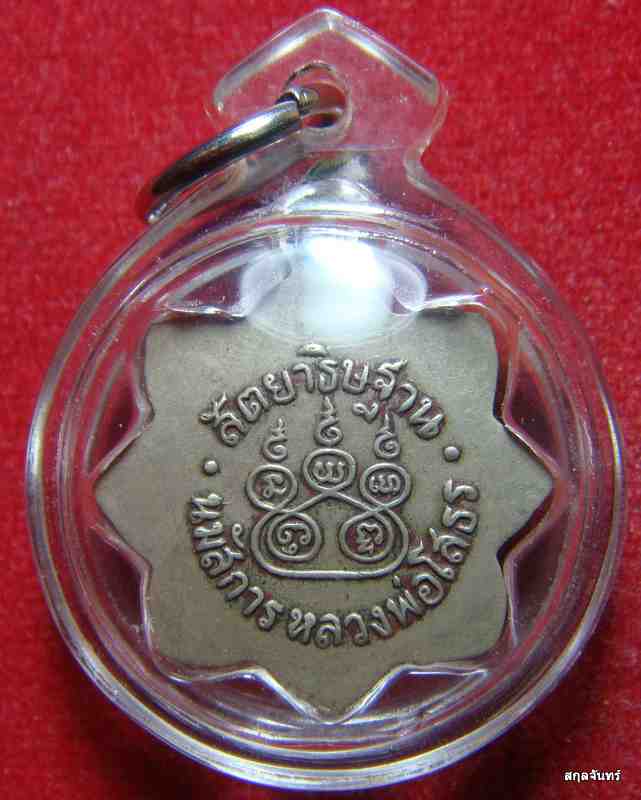 สัตยาธิษฐาน
นมัสการหลวงพ่อโสธร
สกุลจันทร์